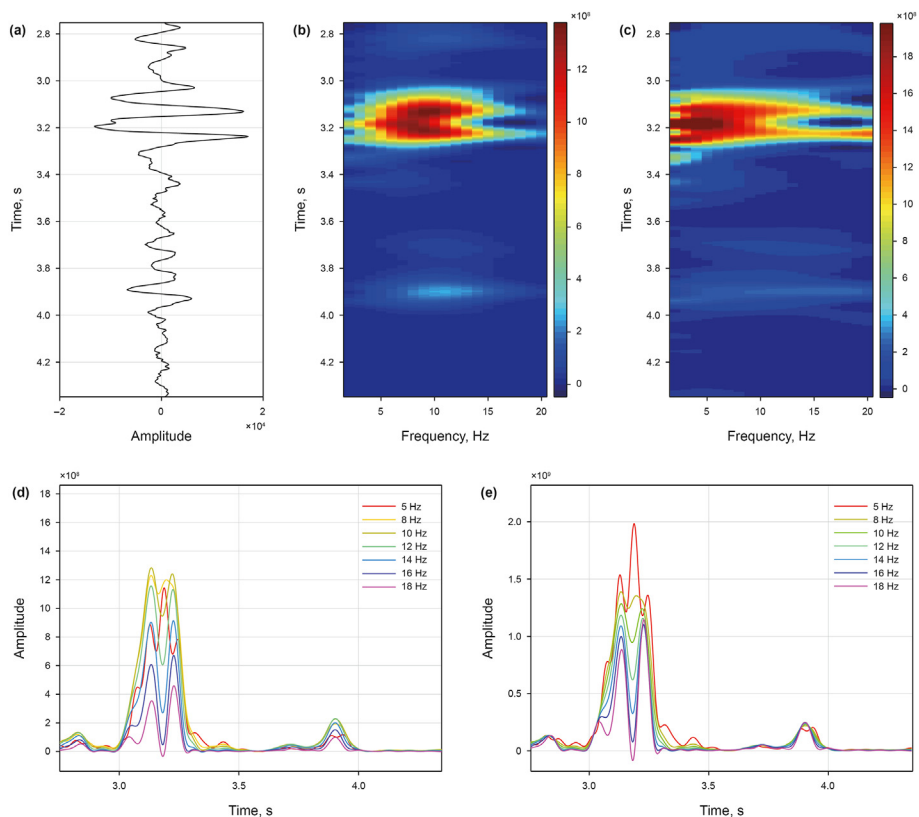 (a)
2.8
3.0
3.2
3.4
3.6
3.8
4.0
4.2
Time, s
−2
0
2
×10⁴
Amplitude
(b)
×10⁸
2.8
3.0
3.2
3.4
3.6
3.8
4.0
4.2
Time, s
5
10
15
20
Frequency, Hz
12
10
8
6
4
2
0
(c)
×10⁸
2.8
3.0
3.2
3.4
3.6
3.8
4.0
4.2
Time, s
5
10
15
20
Frequency, Hz
18
16
14
12
10
8
6
4
2
0
(d)
×10⁸
18
16
14
12
10
8
6
4
2
0
Amplitude
5 Hz
8 Hz
10 Hz
12 Hz
14 Hz
16 Hz
18 Hz
3.0
3.5
4.0
Time, s
(e)
×10⁹
2.0
1.5
1.0
0.5
0
Amplitude
5 Hz
8 Hz
10 Hz
12 Hz
14 Hz
16 Hz
18 Hz
3.0
3.5
4.0
Time, s